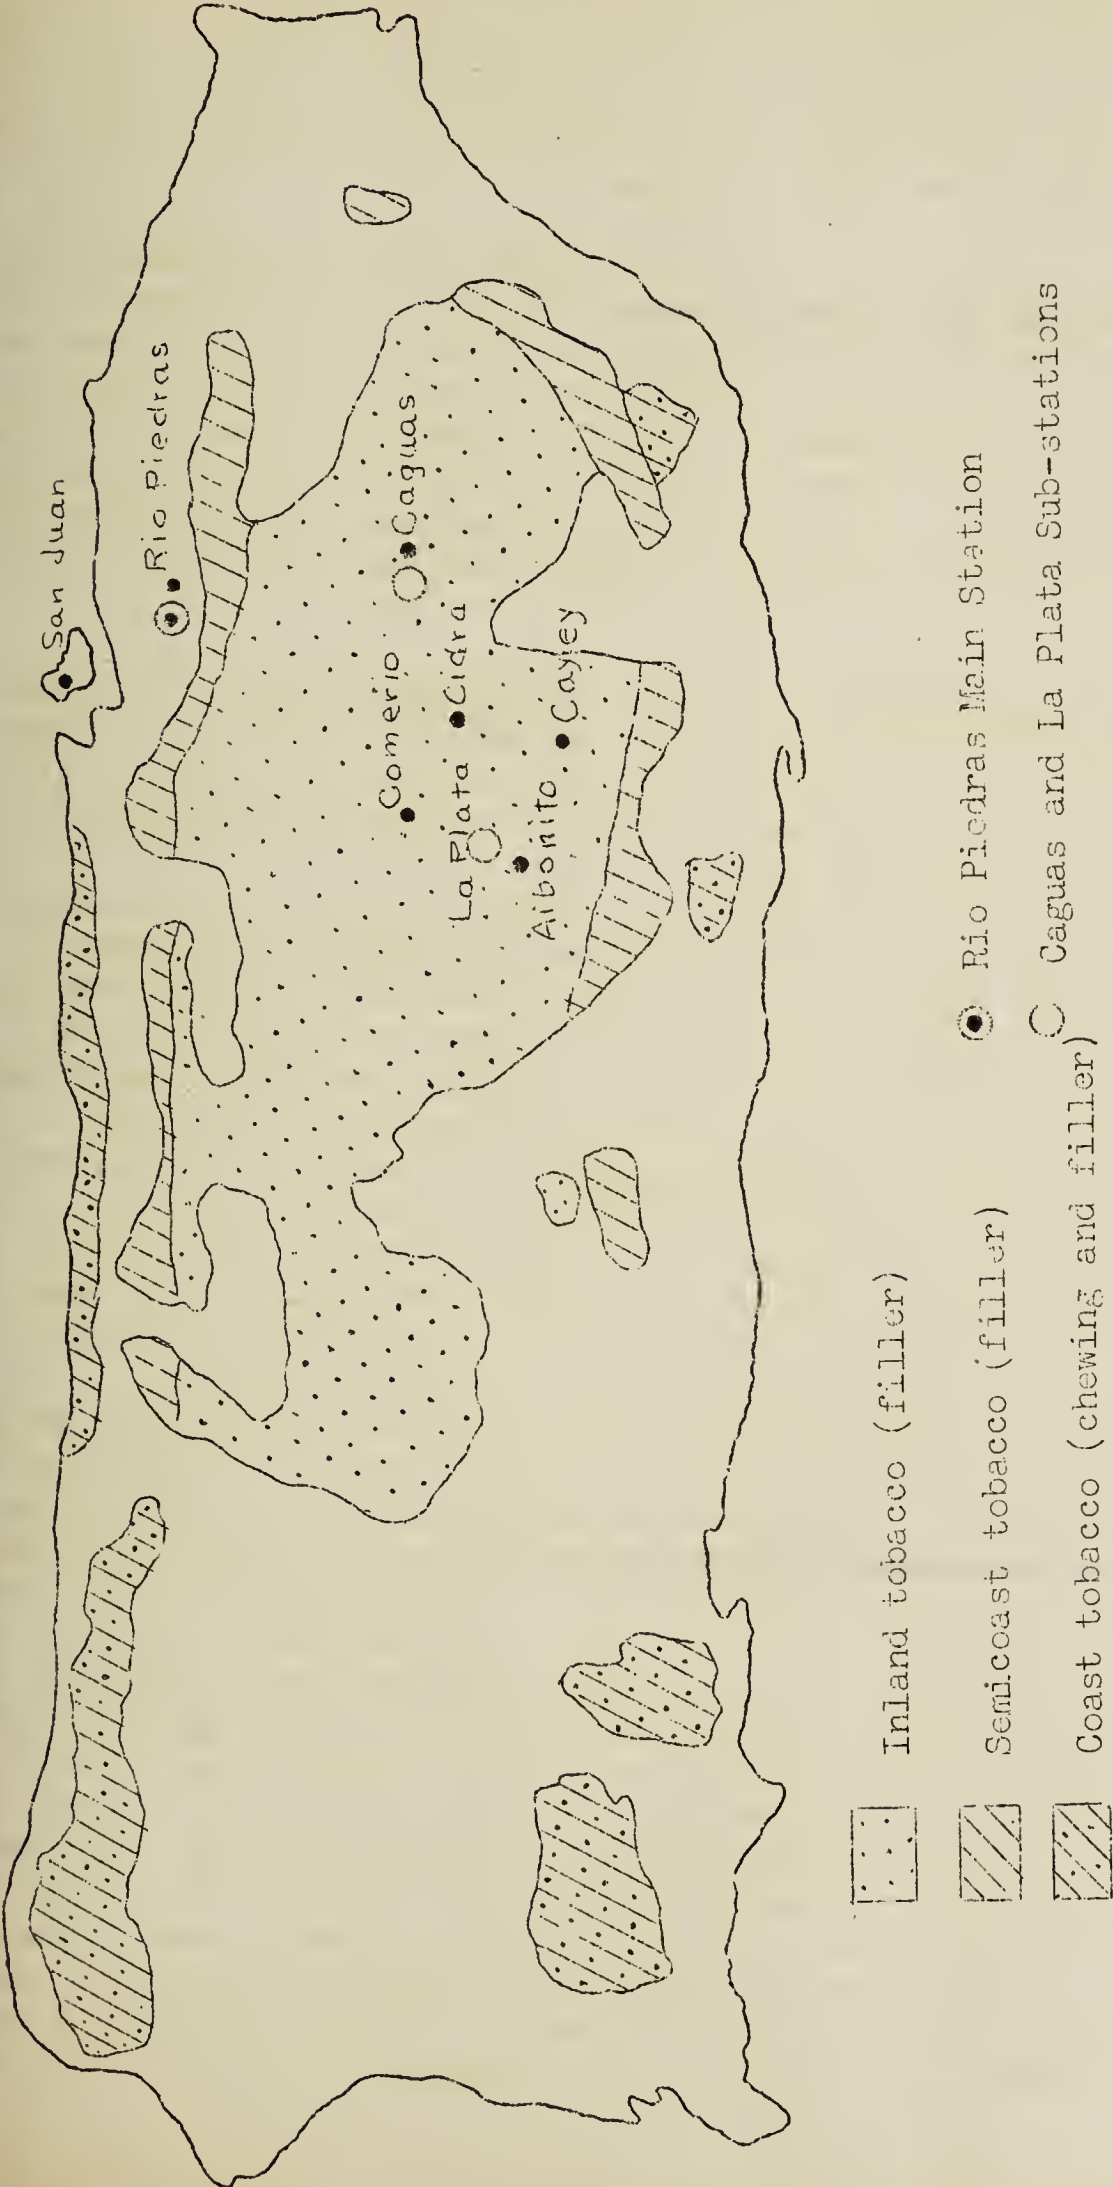 San Juan
Rio Piedras
Caguas
Comerio
Cidra
La Plata
Cayey
Aibonito
Inland tobacco (filler)
Semicoast tobacco (filler)
Coast tobacco (chewing and filler)
Rio Piedras Main Station
Caguas and La Plata Sub-stations